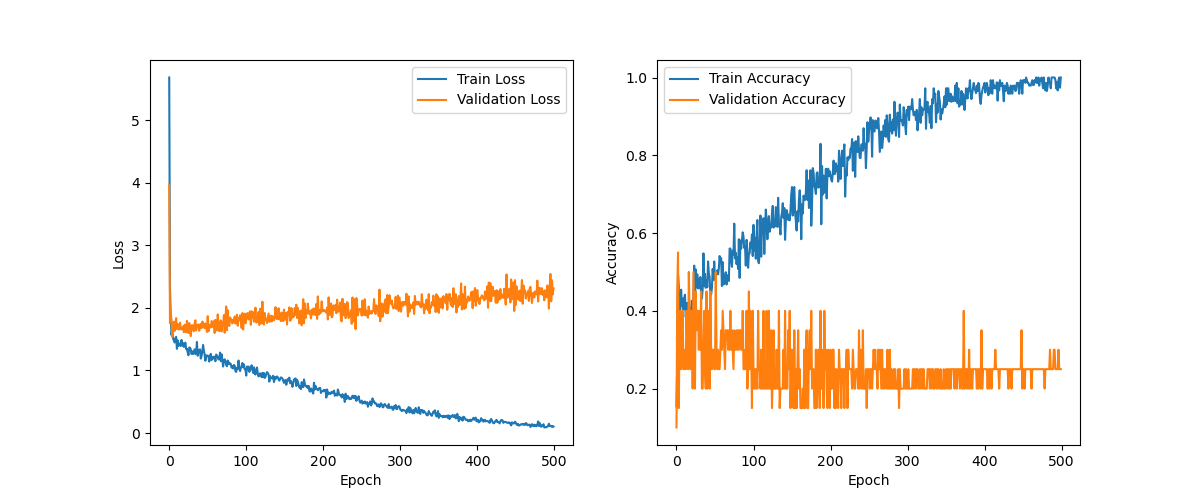 Train Loss
Validation Loss
Loss
5
4
3
2
1
0
0 100 200 300 400 500
Epoch
Train Accuracy
Validation Accuracy
Accuracy
1.0
0.8
0.6
0.4
0.2
0 100 200 300 400 500
Epoch